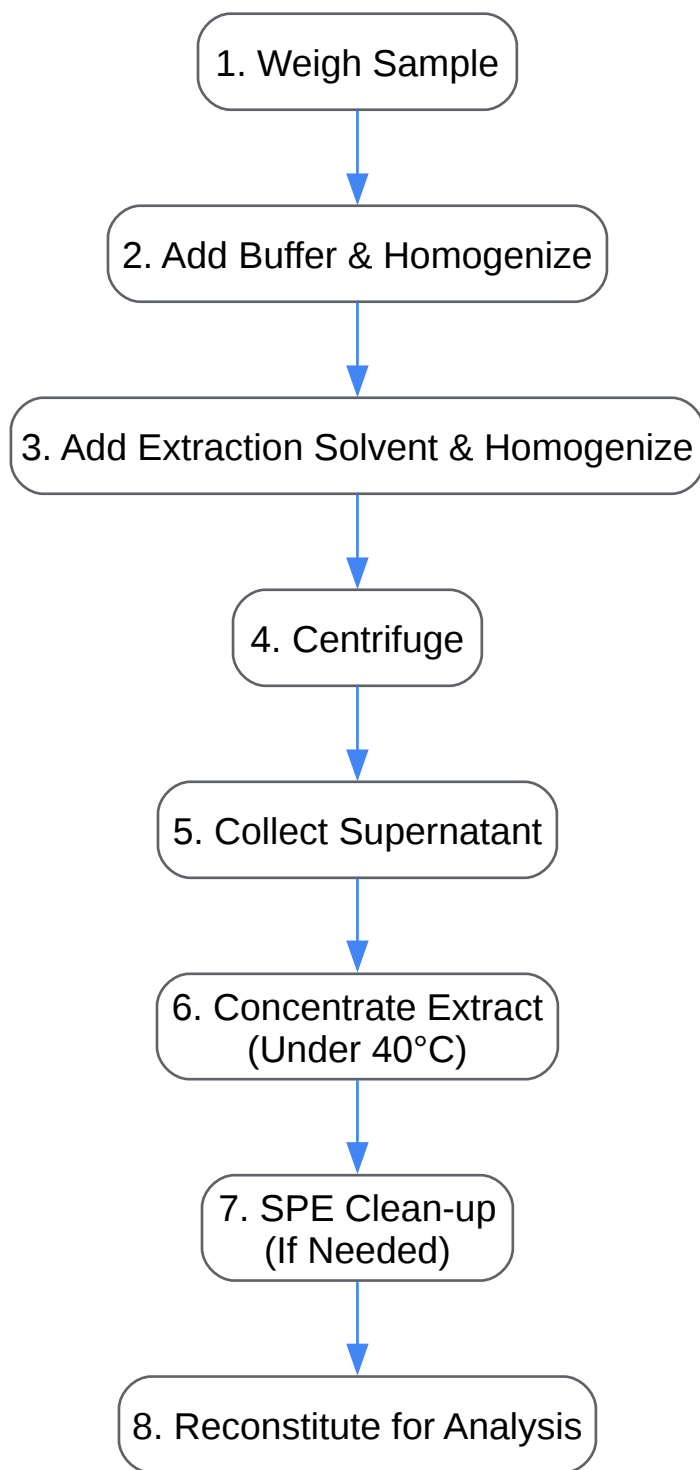 1. Weigh Sample
2. Add Buffer & Homogenize
3. Add Extraction Solvent & Homogenize
4. Centrifuge
5. Collect Supernatant
6. Concentrate Extract
(Under 40°C)
7. SPE Clean-up
(If Needed)
8. Reconstitute for Analysis